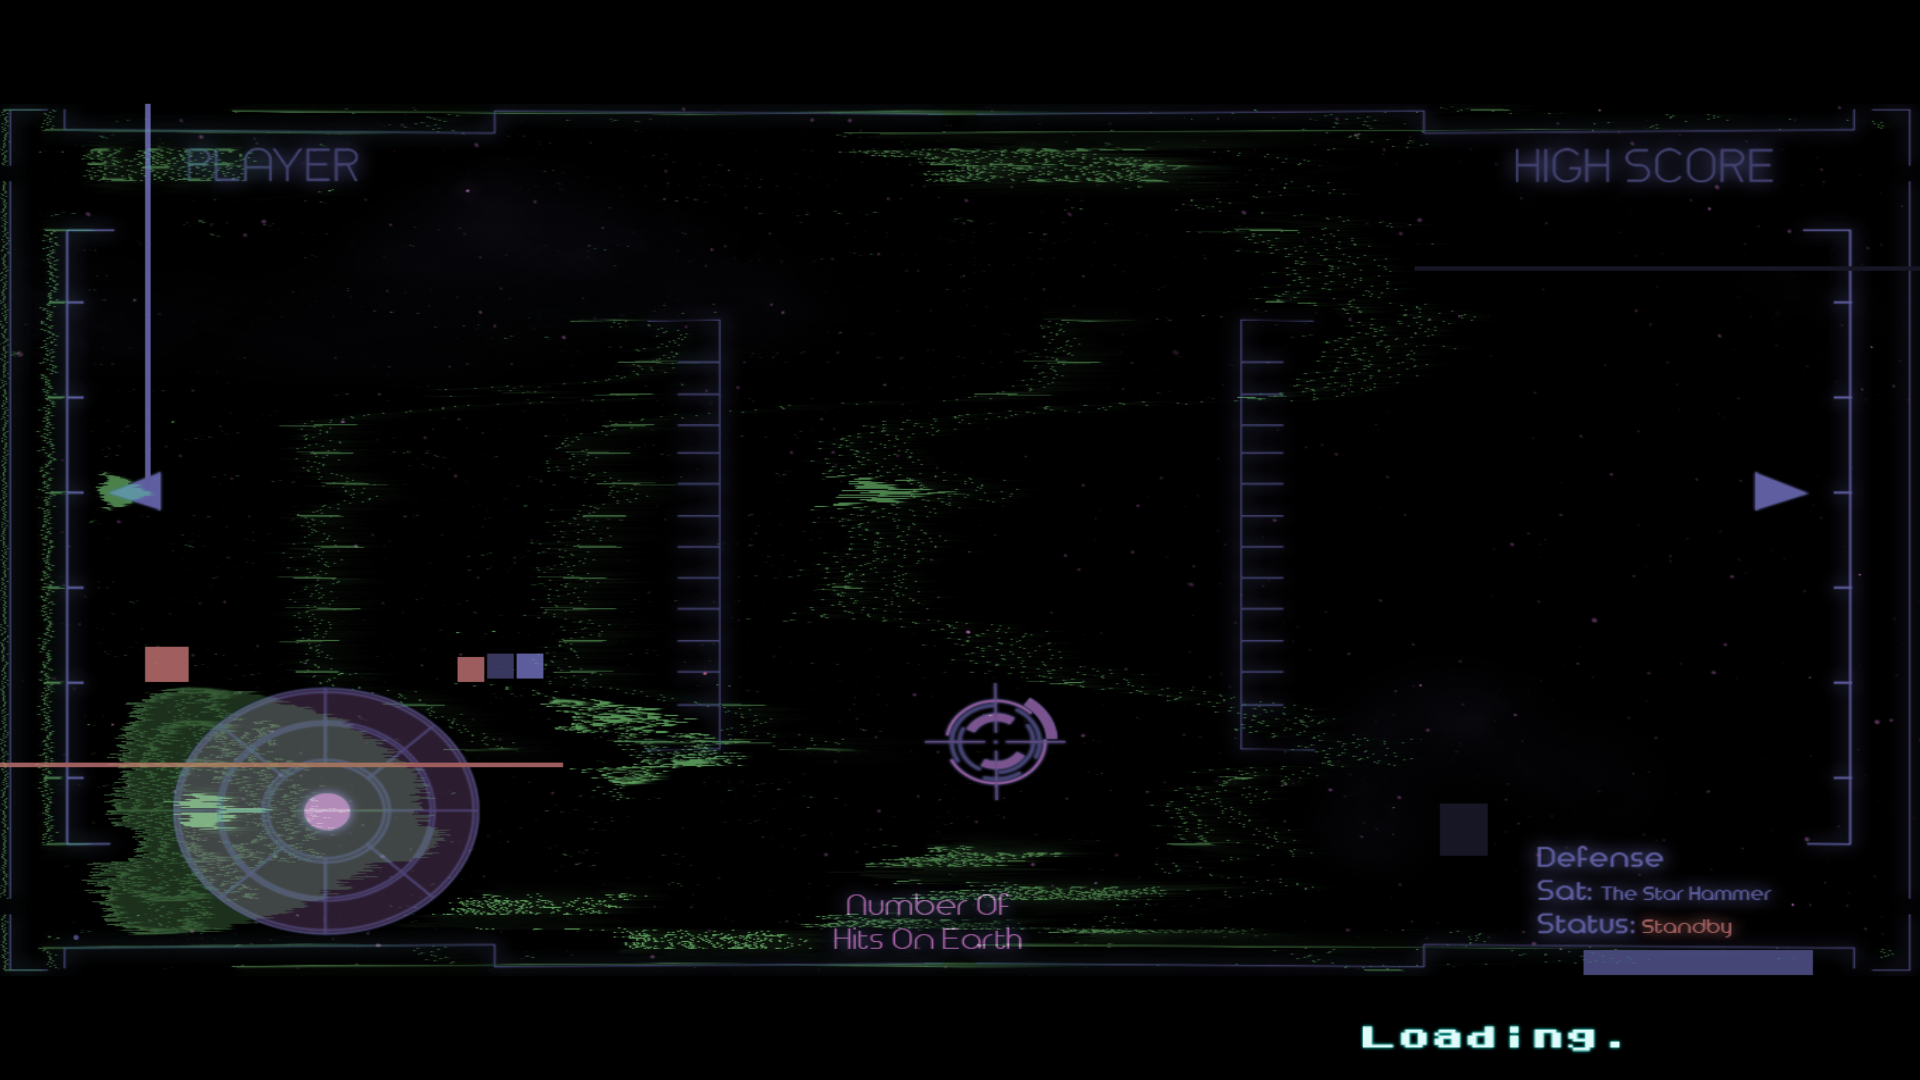 PLAYER
HIGH SCORE
Number Of
Hits On Earth
Defense
Sat: The Star Hammer
Status: Standby
Loading.